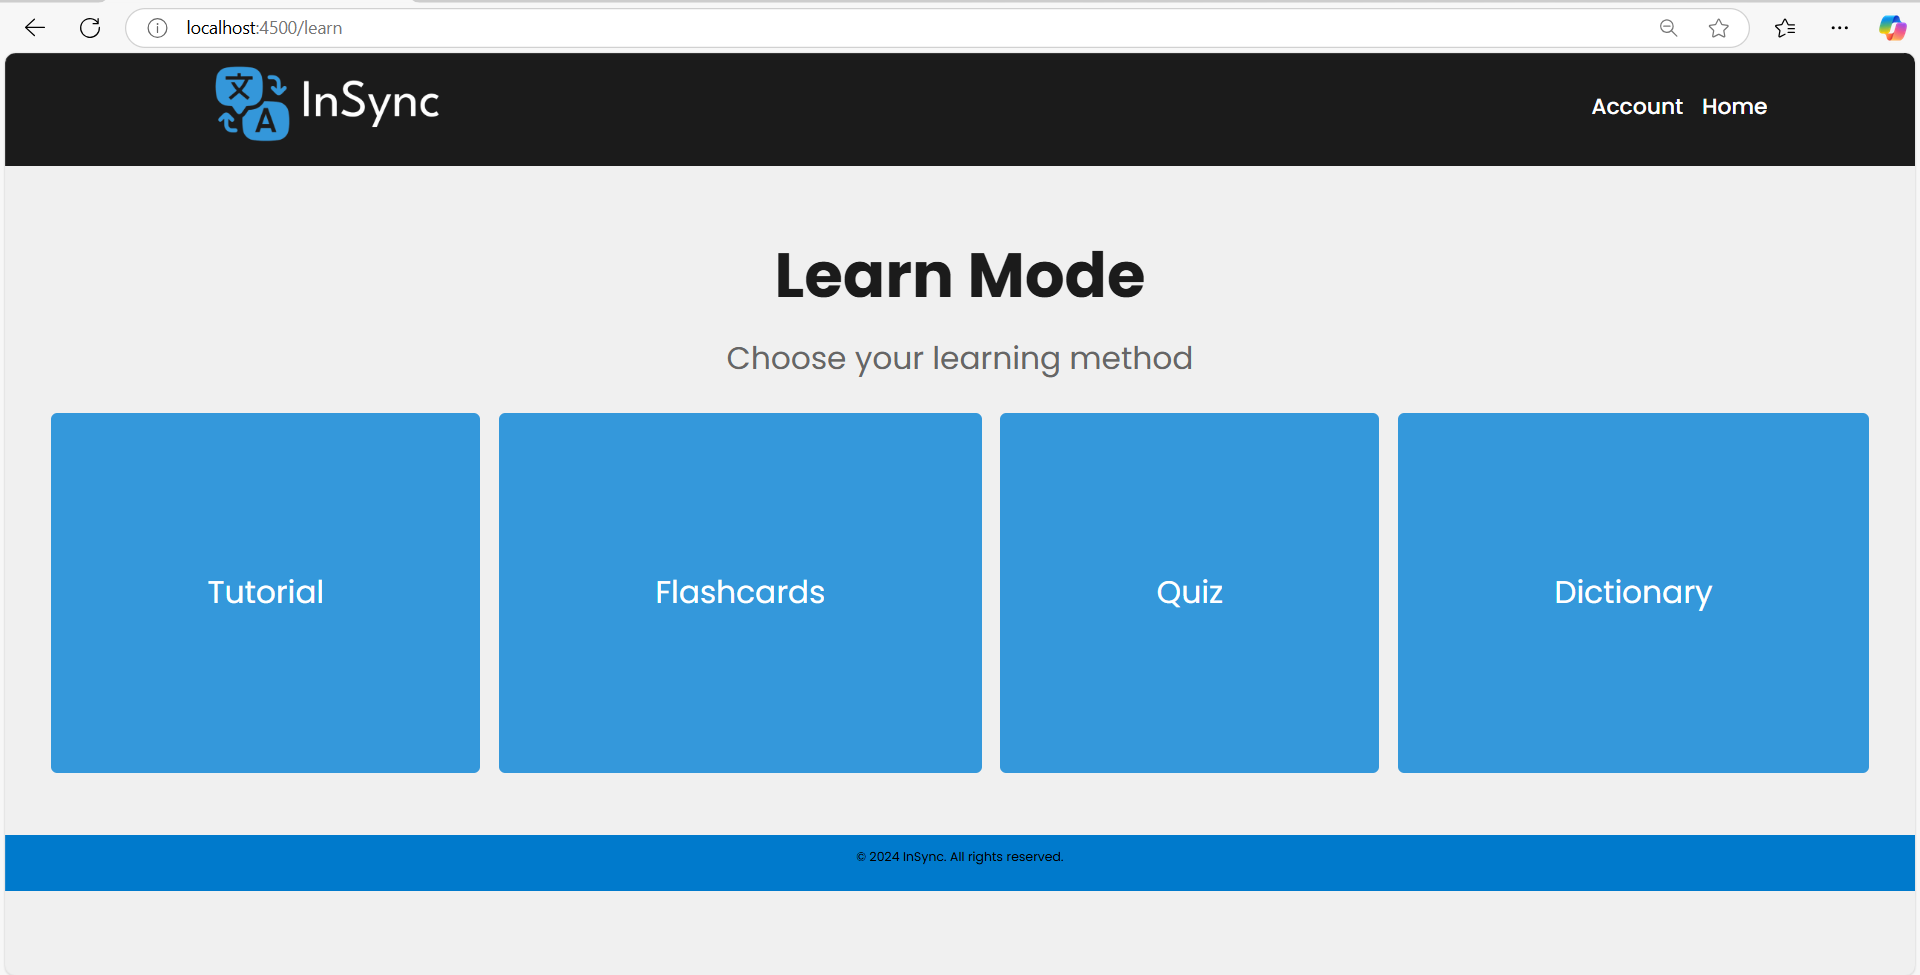 localhost:4500/learn
文
A
InSync
Account Home
Learn Mode
Choose your learning method
Tutorial Flashcards Quiz Dictionary
© 2024 InSync. All rights reserved.